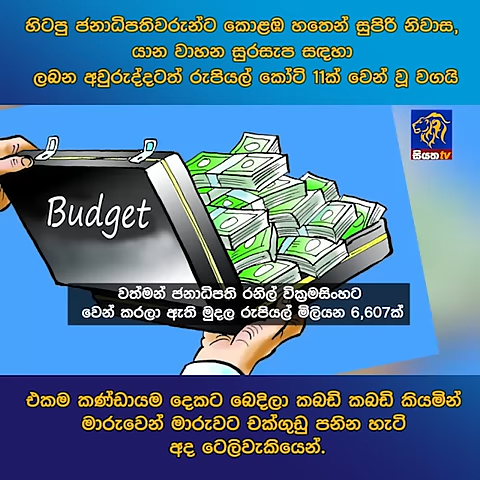 හිටපු ජනාධිපතිවරුන්ට කොළඹ හතෙන් සුපිරි නිවාස,
යාන වාහන සුරසැප සඳහා
ලබන අවුරුද්දටත් රුපියල් කෝටි 11ක් වෙන් වූ වගයි
සියත tv
Budget
වත්මන් ජනාධිපති රනිල් වික්‍රමසිංහට
වෙන් කරලා ඇති මුදල රුපියල් මිලියන 6,607ක්
එකම කණ්ඩායම දෙකට බෙදිලා කබඩි කබඩි කියමින්
මාරුවෙන් මාරුවට චක්ගුඩු පනින හැටි
අද ටෙලිවැකියෙන්.